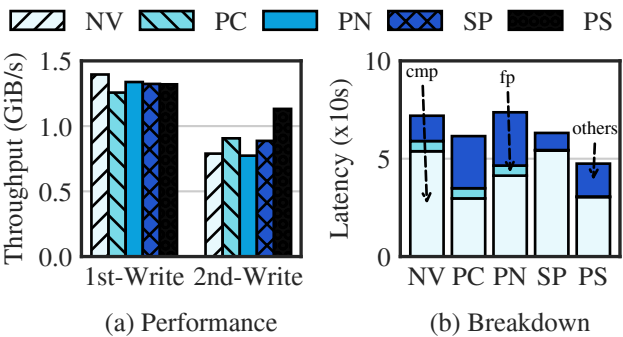 NV PC PN SP PS
Throughput (GiB/s)
1.5
1.0
0.5
0.0
1st-Write 2nd-Write
(a) Performance
Latency (x10s)
10
5
0
cmp
fp
others
NV PC PN SP PS
(b) Breakdown